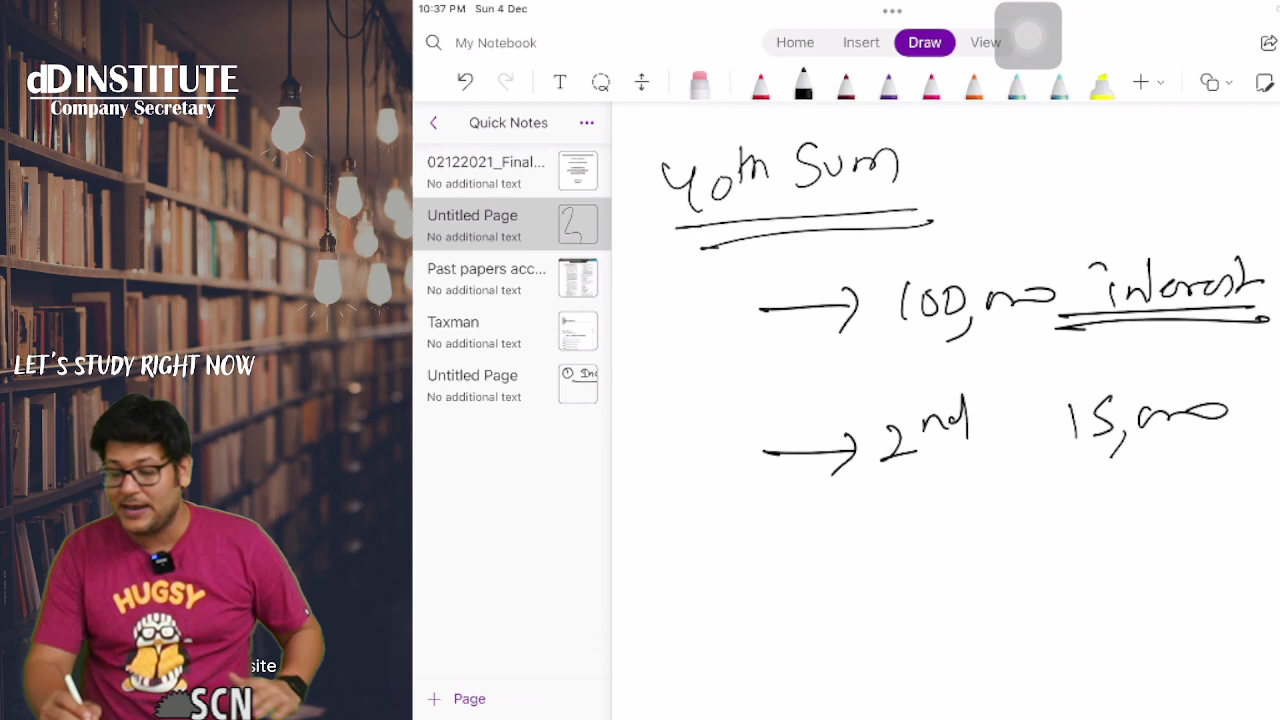 dD INSTITUTE
Company Secretary
LET'S STUDY RIGHT NOW
HUGSY
site
SCN
10:37 PM Sun 4 Dec
My Notebook
Home Insert Draw View
T
Quick Notes
02122021_Final...
No additional text
Untitled Page
No additional text
Past papers acc...
No additional text
Taxman
No additional text
Untitled Page
No additional text
+ Page
40th Sum
→ 100,000 interest
→ 2nd 15,000